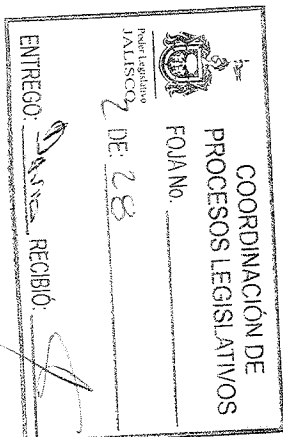 COORDINACIÓN DE
PROCESOS LEGISLATIVOS
Poder Legislativo
JALISCO
FOJA No.
2 DE: 28
ENTREGÓ: RECIBIÓ: